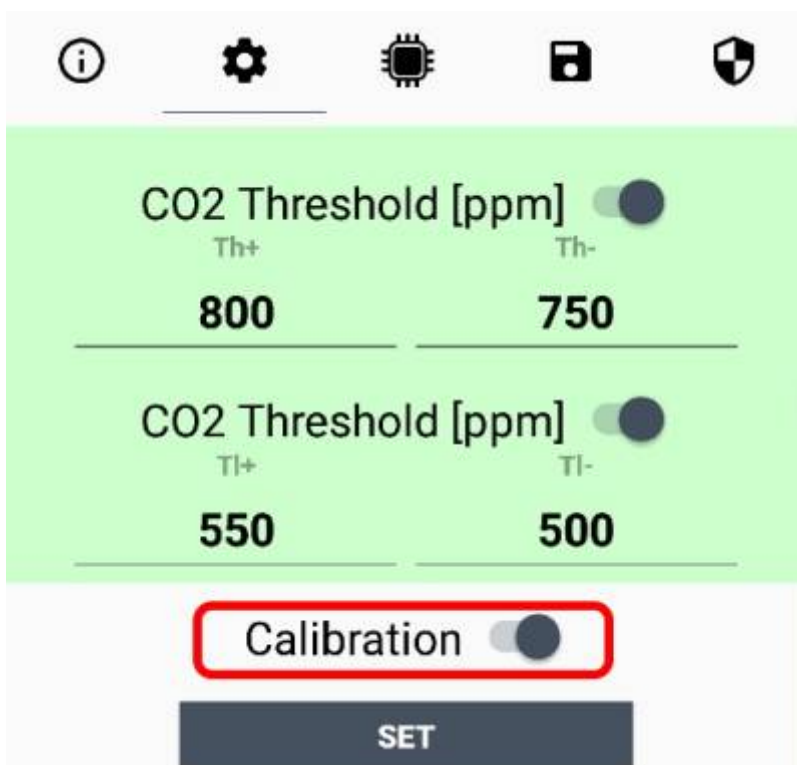 CO2 Threshold [ppm]
Th+ Th-
800 750
CO2 Threshold [ppm]
Tl+ Tl-
550 500
Calibration
SET